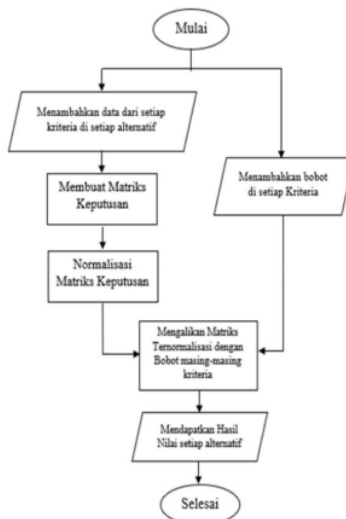 Mulai
Menambahkan data dari setiap
kriteria di setiap alternatif
Menambahkan bobot
di setiap Kriteria
Membuat Matriks
Keputusan
Normalisasi
Matriks Keputusan
Mengalikan Matriks
Ternormalisasi dengan
Bobot masing-masing
kriteria
Mendapatkan Hasil
Nilai setiap alternatif
Selesai